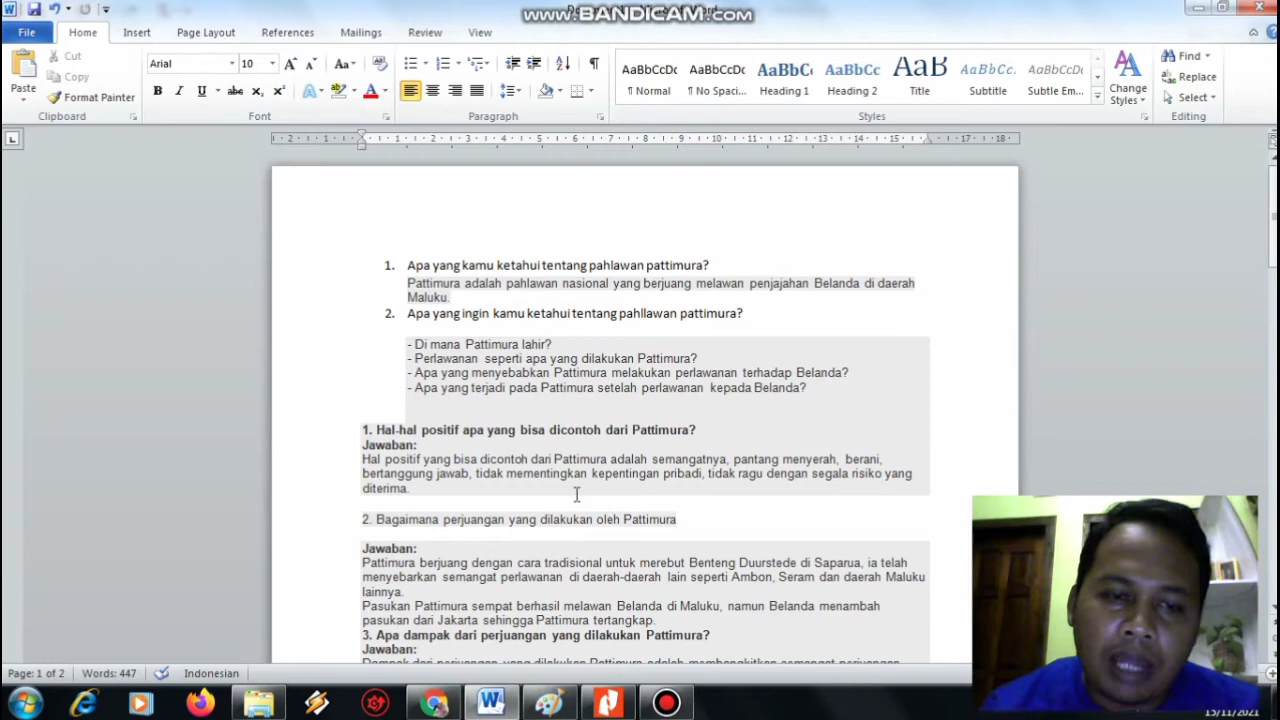 www.BANDICAM.com
File Home Insert Page Layout References Mailings Review View
Paste
Cut
Copy
Format Painter
Clipboard
Arial 10
Font
Paragraph
AaBbCcDc AaBbCcDc AaBbC AaBbCc AaB AaBbCc. AaBbCcDc
¶ Normal ¶ No Spaci... Heading 1 Heading 2 Title Subtitle Subtle Em...
Styles
Change Styles
Find
Replace
Select
Editing
1. Apa yang kamu ketahui tentang pahlawan pattimura?
Pattimura adalah pahlawan nasional yang berjuang melawan penjajahan Belanda di daerah
Maluku.
2. Apa yang ingin kamu ketahui tentang pahllawan pattimura?
- Di mana Pattimura lahir?
- Perlawanan seperti apa yang dilakukan Pattimura?
- Apa yang menyebabkan Pattimura melakukan perlawanan terhadap Belanda?
- Apa yang terjadi pada Pattimura setelah perlawanan kepada Belanda?
1. Hal-hal positif apa yang bisa dicontoh dari Pattimura?
Jawaban:
Hal positif yang bisa dicontoh dari Pattimura adalah semangatnya, pantang menyerah, berani,
bertanggung jawab, tidak mementingkan kepentingan pribadi, tidak ragu dengan segala risiko yang
diterima.
2. Bagaimana perjuangan yang dilakukan oleh Pattimura
Jawaban:
Pattimura berjuang dengan cara tradisional untuk merebut Benteng Duurstede di Saparua, ia telah
menyebarkan semangat perlawanan di daerah-daerah lain seperti Ambon, Seram dan daerah Maluku
lainnya.
Pasukan Pattimura sempat berhasil melawan Belanda di Maluku, namun Belanda menambah
pasukan dari Jakarta sehingga Pattimura tertangkap.
3. Apa dampak dari perjuangan yang dilakukan Pattimura?
Jawaban:
Dampak dari perjuangan yang dilakukan Pattimura adalah membangkitkan semangat perjuangan
Page: 1 of 2 Words: 447 Indonesian
15/11/2021